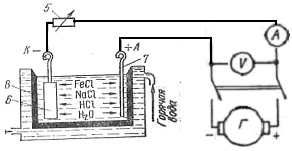 5
A
К-
÷А
7
V
8
6
FeCl
NaCl
HCl
H₂O
Горячая
вода
- Г +